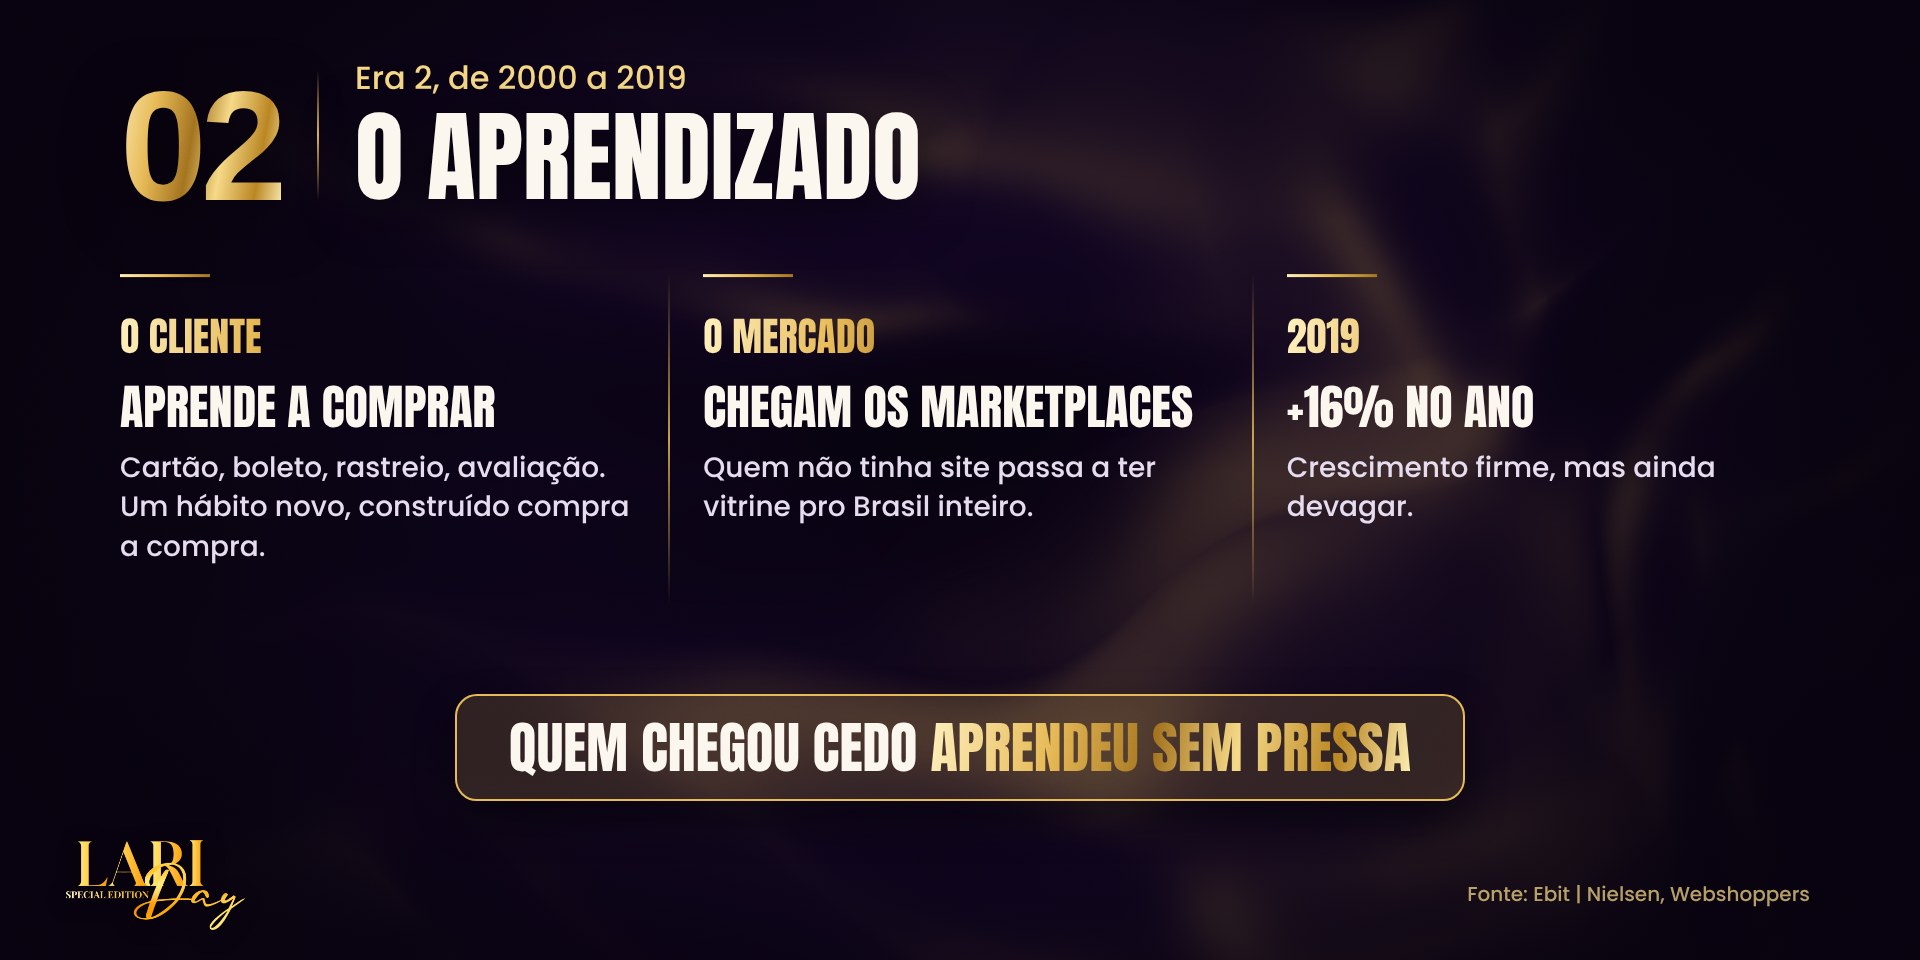 02
Era 2, de 2000 a 2019
O APRENDIZADO
O CLIENTE
APRENDE A COMPRAR
Cartão, boleto, rastreio, avaliação.
Um hábito novo, construído compra
a compra.
O MERCADO
CHEGAM OS MARKETPLACES
Quem não tinha site passa a ter
vitrine pro Brasil inteiro.
2019
+16% NO ANO
Crescimento firme, mas ainda
devagar.
QUEM CHEGOU CEDO APRENDEU SEM PRESSA
LABI
SPECIAL EDITION Day
Fonte: Ebit | Nielsen, Webshoppers